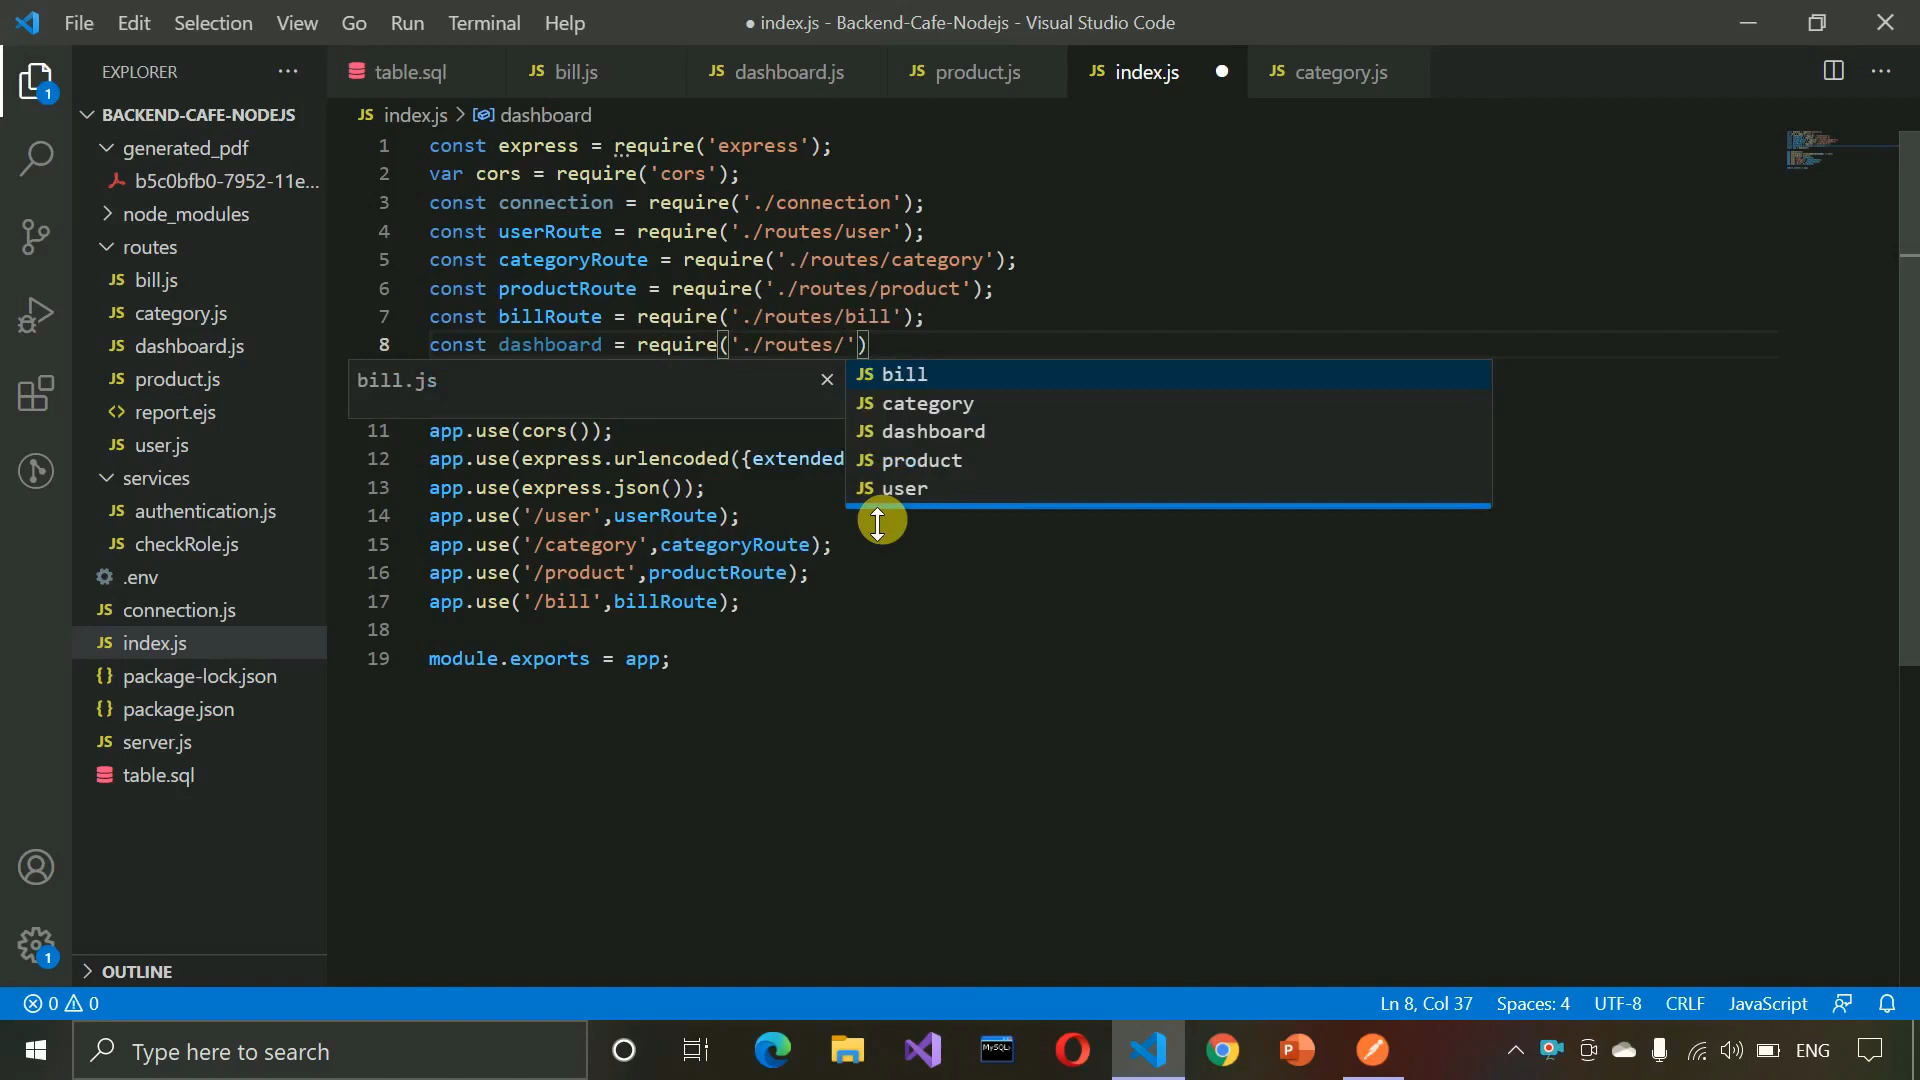 File Edit Selection View Go Run Terminal Help ● index.js - Backend-Cafe-Nodejs - Visual Studio Code
EXPLORER
table.sql bill.js dashboard.js product.js index.js category.js
1
BACKEND-CAFE-NODEJS
generated_pdf
b5c0bfb0-7952-11e...
node_modules
routes
bill.js
category.js
dashboard.js
product.js
report.ejs
user.js
services
authentication.js
checkRole.js
.env
connection.js
index.js
package-lock.json
package.json
server.js
table.sql
OUTLINE
1
index.js > dashboard
1 const express = require('express');
2 var cors = require('cors');
3 const connection = require('./connection');
4 const userRoute = require('./routes/user');
5 const categoryRoute = require('./routes/category');
6 const productRoute = require('./routes/product');
7 const billRoute = require('./routes/bill');
8 const dashboard = require('./routes/')
bill.js
bill
category
dashboard
product
user
11 app.use(cors());
12 app.use(express.urlencoded({extended
13 app.use(express.json());
14 app.use('/user',userRoute);
15 app.use('/category',categoryRoute);
16 app.use('/product',productRoute);
17 app.use('/bill',billRoute);
18
19 module.exports = app;
0 0 Ln 8, Col 37 Spaces: 4 UTF-8 CRLF JavaScript
Type here to search
MySQL
ENG